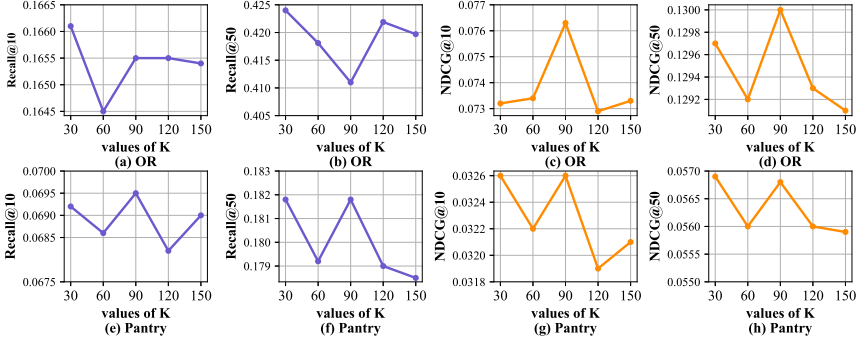 Recall@10
0.1665
0.1660
0.1655
0.1650
0.1645
30 60 90 120 150
values of K
(a) OR
Recall@50
0.425
0.420
0.415
0.410
0.405
30 60 90 120 150
values of K
(b) OR
NDCG@10
0.077
0.076
0.075
0.074
0.073
30 60 90 120 150
values of K
(c) OR
NDCG@50
0.1300
0.1298
0.1296
0.1294
0.1292
30 60 90 120 150
values of K
(d) OR
Recall@10
0.0700
0.0695
0.0690
0.0685
0.0675
30 60 90 120 150
values of K
(e) Pantry
Recall@50
0.183
0.182
0.181
0.180
0.179
30 60 90 120 150
values of K
(f) Pantry
NDCG@10
0.0326
0.0324
0.0322
0.0320
0.0318
30 60 90 120 150
values of K
(g) Pantry
NDCG@50
0.0570
0.0565
0.0560
0.0555
0.0550
30 60 90 120 150
values of K
(h) Pantry